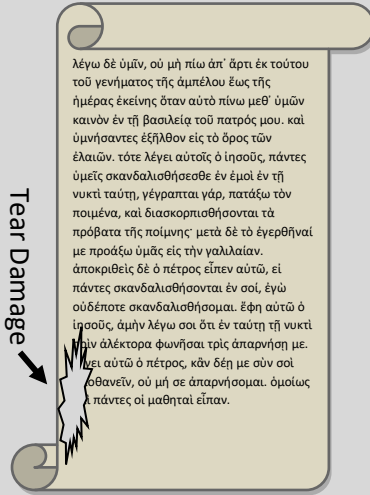 λέγω δὲ ὑμῖν, οὐ μὴ πίω ἀπ᾽ ἄρτι ἐκ τούτου
τοῦ γενήματος τῆς ἀμπέλου ἕως τῆς
ἡμέρας ἐκείνης ὅταν αὐτὸ πίνω μεθ᾽ ὑμῶν
καινὸν ἐν τῇ βασιλείᾳ τοῦ πατρός μου. καὶ
ὑμνήσαντες ἐξῆλθον εἰς τὸ ὄρος τῶν
ἐλαιῶν. τότε λέγει αὐτοῖς ὁ ἰησοῦς, πάντες
ὑμεῖς σκανδαλισθήσεσθε ἐν ἐμοὶ ἐν τῇ
νυκτὶ ταύτῃ, γέγραπται γάρ, πατάξω τὸν
ποιμένα, καὶ διασκορπισθήσονται τὰ
πρόβατα τῆς ποίμνης· μετὰ δὲ τὸ ἐγερθῆναί
με προάξω ὑμᾶς εἰς τὴν γαλιλαίαν.
ἀποκριθεὶς δὲ ὁ πέτρος εἶπεν αὐτῷ, εἰ
πάντες σκανδαλισθήσονται ἐν σοί, ἐγὼ
οὐδέποτε σκανδαλισθήσομαι. ἔφη αὐτῷ ὁ
ἰησοῦς, ἀμὴν λέγω σοι ὅτι ἐν ταύτῃ τῇ νυκτὶ
ἀλέκτορα φωνῆσαι τρὶς ἀπαρνήσῃ με.
αὐτῷ ὁ πέτρος, κἂν δέῃ με σὺν σοὶ
οὐ μή σε ἀπαρνήσομαι. ὁμοίως
πάντες οἱ μαθηταὶ εἶπαν.
Tear Damage